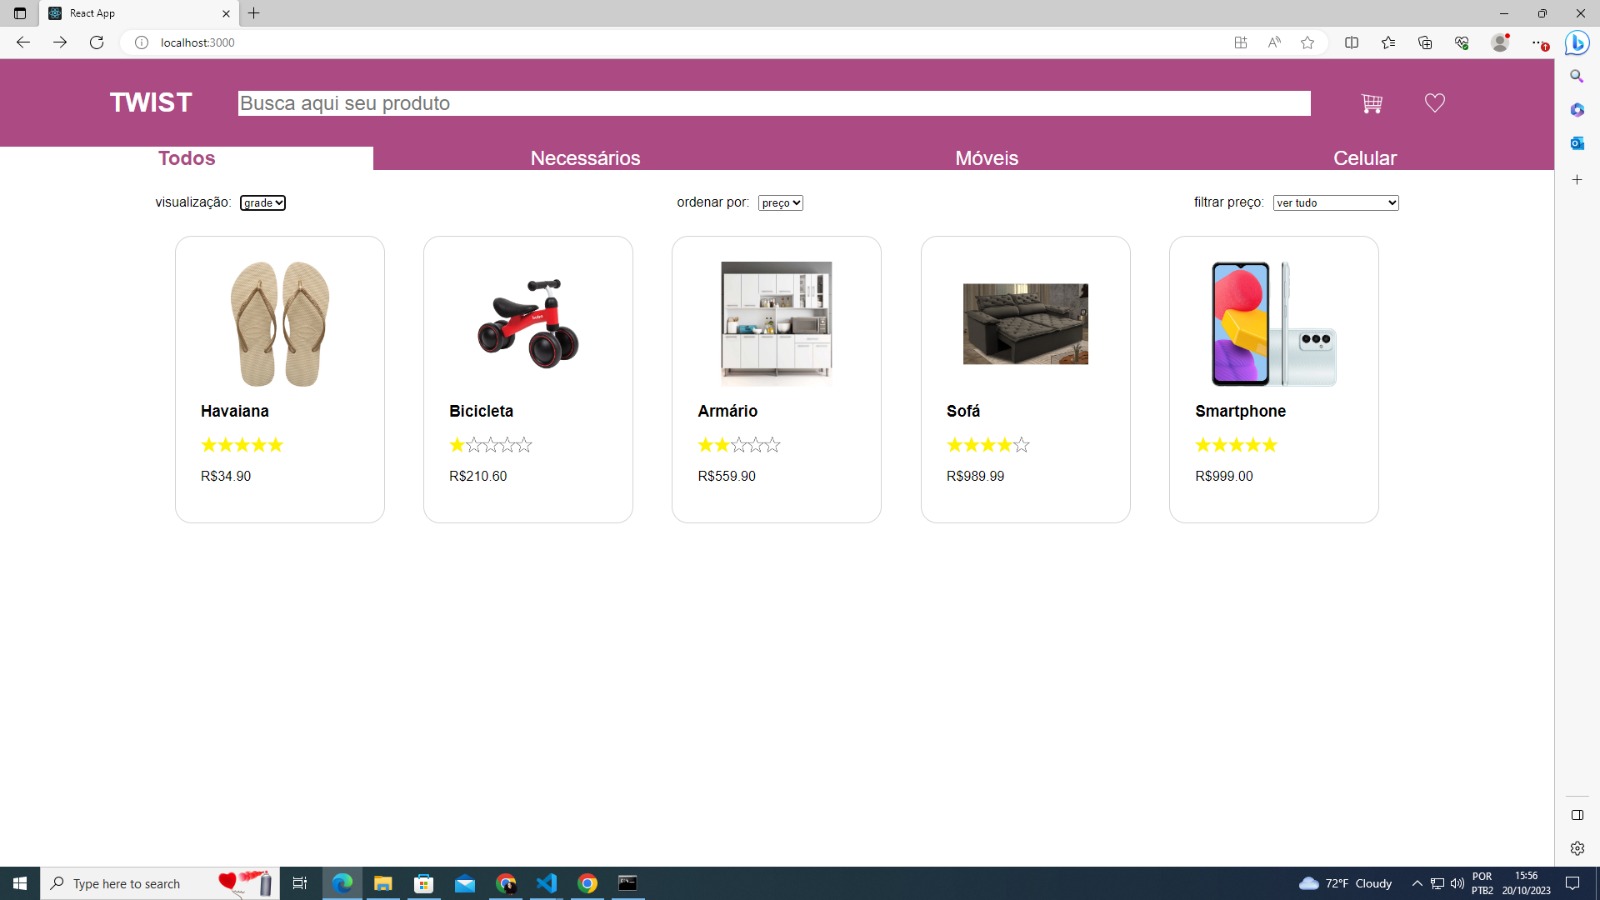 React App
localhost:3000
TWIST
Busca aqui seu produto
Todos Necessários Móveis Celular
visualização: grade ordenar por: preço filtrar preço: ver tudo
Havaiana Bicicleta Armário Sofá Smartphone
R$34.90 R$210.60 R$559.90 R$989.99 R$999.00
Type here to search
72°F Cloudy
POR 15:56
PTB2 20/10/2023